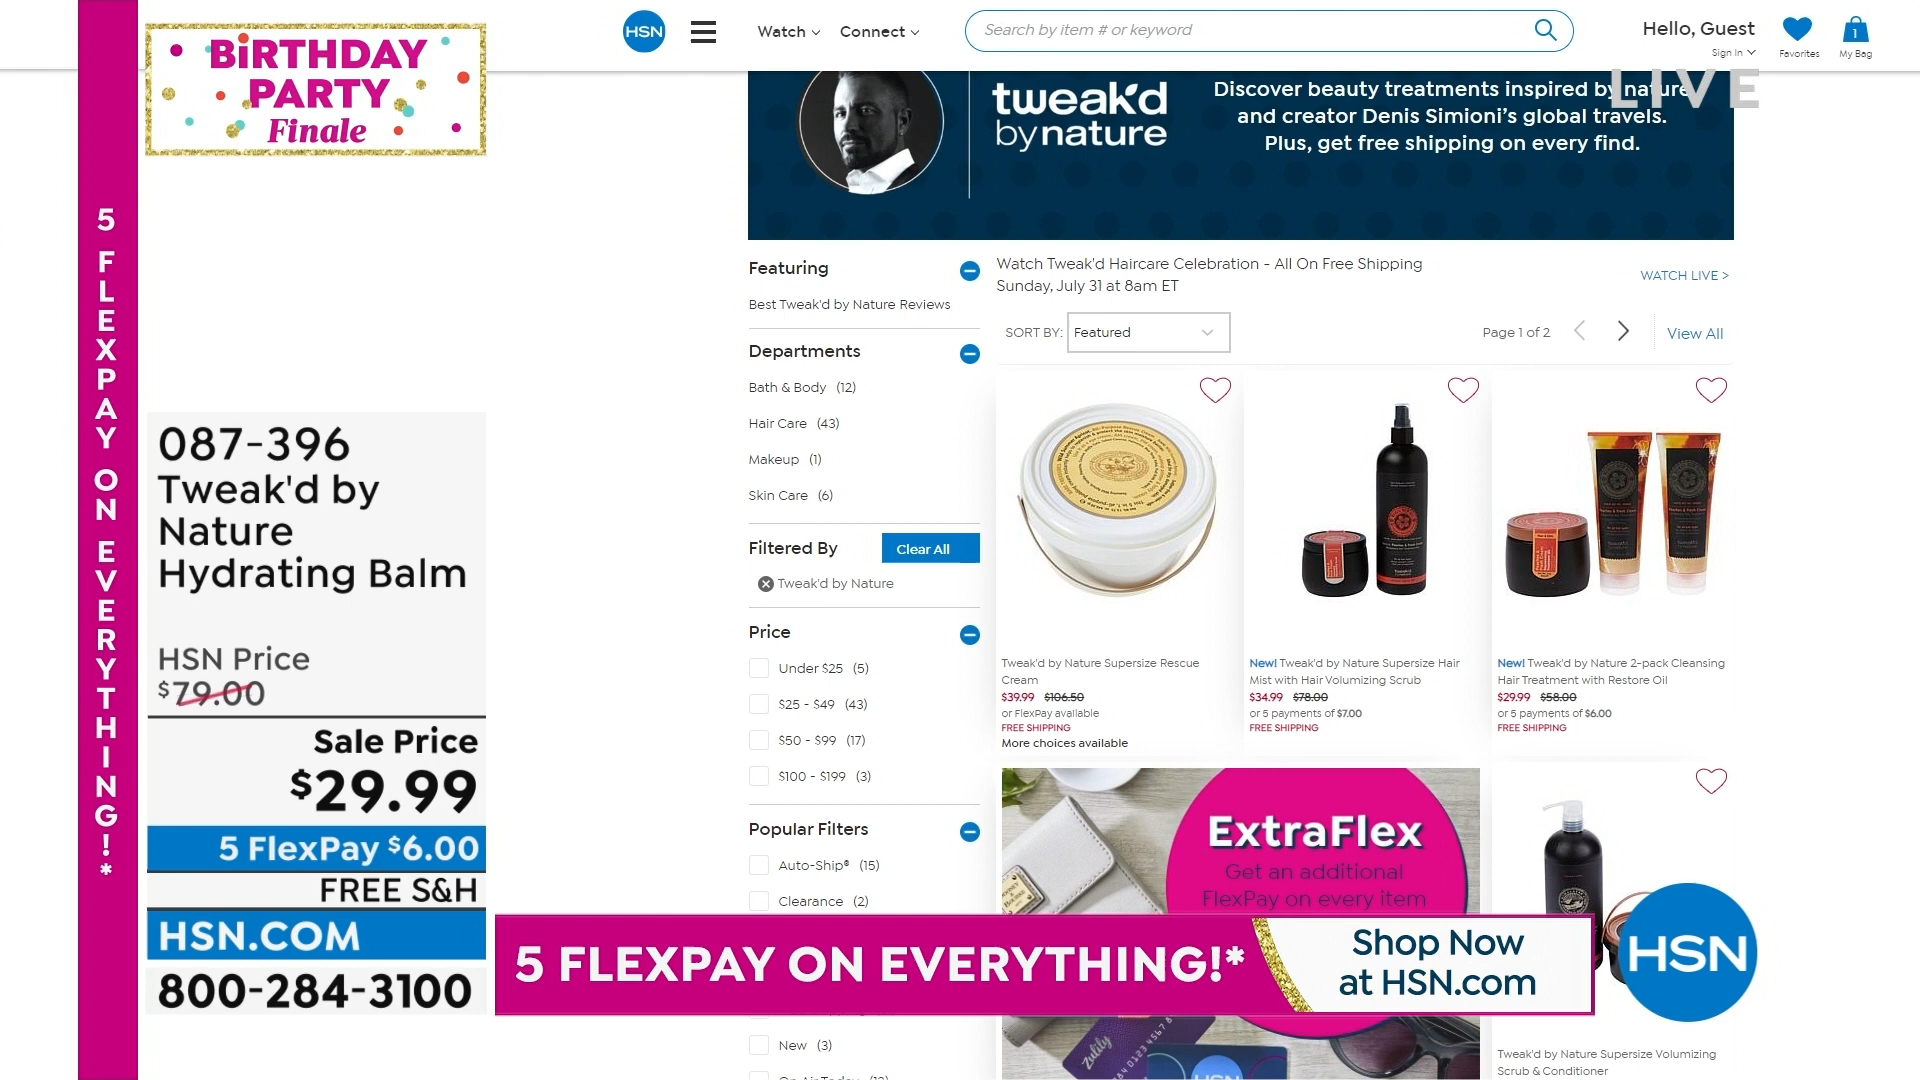 BiRTHDAY
PARTY
Finale
5 FLEXPAY ON EVERYTHING!*
087-396
Tweak'd by
Nature
Hydrating Balm
HSN Price
$79.00
Sale Price
$29.99
5 FlexPay $6.00
FREE S&H
HSN.COM
800-284-3100
HSN
Watch
Connect
Search by item # or keyword
Hello, Guest
Sign In
Favorites
1
My Bag
LIVE
tweak'd
bynature
Discover beauty treatments inspired by nature
and creator Denis Simioni's global travels.
Plus, get free shipping on every find.
Featuring
Best Tweak'd by Nature Reviews
Departments
Bath & Body (12)
Hair Care (43)
Makeup (1)
Skin Care (6)
Filtered By
Clear All
Tweak'd by Nature
Price
Under $25 (5)
$25 - $49 (43)
$50 - $99 (17)
$100 - $199 (3)
Popular Filters
Auto-Ship® (15)
Clearance (2)
New (3)
Watch Tweak'd Haircare Celebration - All On Free Shipping
Sunday, July 31 at 8am ET
WATCH LIVE >
SORT BY: Featured
Page 1 of 2
View All
Tweak'd by Nature Supersize Rescue
Cream
$39.99 $106.50
or FlexPay available
FREE SHIPPING
More choices available
New! Tweak'd by Nature Supersize Hair
Mist with Hair Volumizing Scrub
$34.99 $78.00
or 5 payments of $7.00
FREE SHIPPING
tweak'd
New! Tweak'd by Nature 2-pack Cleansing
Hair Treatment with Restore Oil
$29.99 $58.00
or 5 payments of $6.00
FREE SHIPPING
ExtraFlex
Get an additional
FlexPay on every item
Zulily
HSN
Tweak'd by Nature Supersize Volumizing
Scrub & Conditioner
5 FLEXPAY ON EVERYTHING!*
Shop Now
at HSN.com
HSN